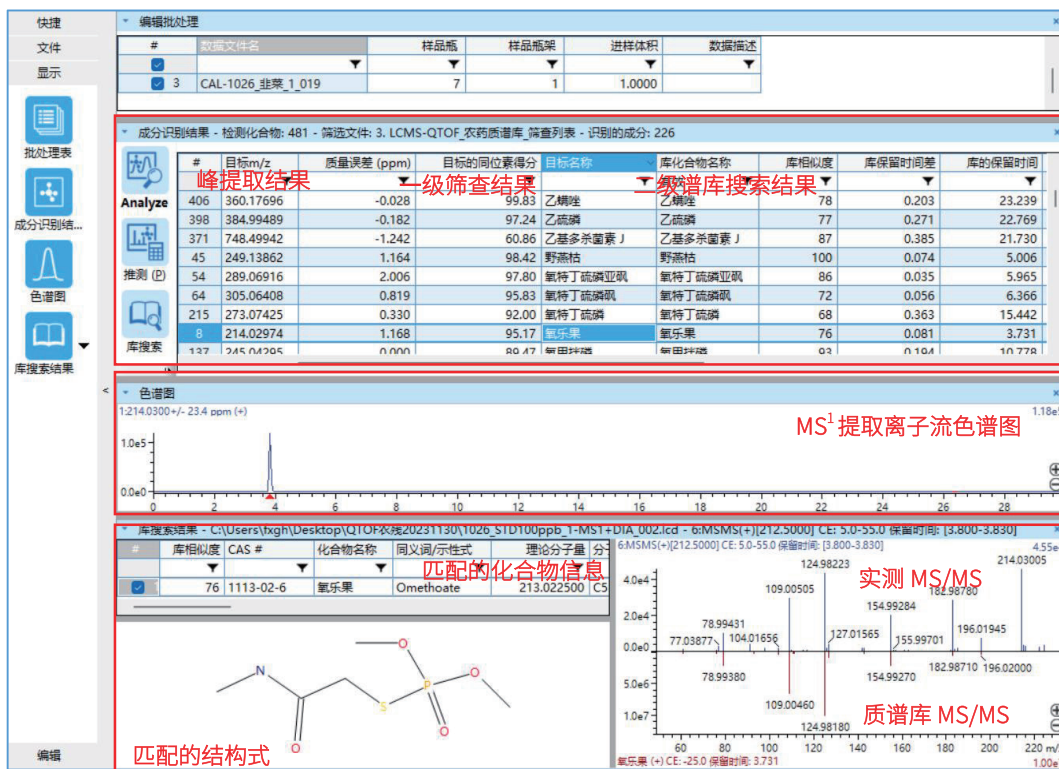 快捷
文件
显示
批处理表
成分识别结...
色谱图
库搜索结果
编辑
编辑批处理
# 数据文件名 样品瓶 样品瓶架 进样体积 数据描述
3 CAL-1026_韭菜_1_019 7 1 1.0000
成分识别结果 - 检测化合物: 481 - 筛选文件: 3. LCMS-QTOF_农药质谱库_筛查列表 - 识别的成分: 226
Analyze
推测 (P)
库搜索
# 目标m/z 质量误差 (ppm) 目标的同位素得分 目标名称 库化合物名称 库相似度 库保留时间差 库的保留时间
峰提取结果 一级筛查结果 二级谱库搜索结果
406 360.17696 -0.028 99.83 乙螨唑 乙螨唑 78 0.203 23.239
398 384.99489 -0.182 97.24 乙硫磷 乙硫磷 77 0.271 22.769
371 748.49942 -1.242 60.86 乙基多杀菌素 J 乙基多杀菌素 J 87 0.385 21.730
45 249.13862 1.164 98.42 野燕枯 野燕枯 100 0.074 5.006
54 289.06916 2.006 97.80 氧特丁硫磷亚砜 氧特丁硫磷亚砜 86 0.035 5.965
64 305.06408 0.819 95.83 氧特丁硫磷砜 氧特丁硫磷砜 72 0.056 6.366
215 273.07425 0.330 92.00 氧特丁硫磷 氧特丁硫磷 68 0.363 15.442
8 214.02974 1.168 95.17 氧乐果 氧乐果 76 0.081 3.731
137 245.04295 0.000 89.47 氧甲拌磷 氧甲拌磷 93 0.194 10.778
<
色谱图
1:214.0300+/- 23.4 ppm (+) 1.18e
MS¹ 提取离子流色谱图
1.0e5
0.0e0
0 2 4 6 8 10 12 14 16 18 20 22 24 26 28
库搜索结果 - C:\Users\fxgh\Desktop\QTOF农残20231130\1026_STD100ppb_1-MS1+DIA_002.lcd - 6:MSMS(+)[212.5000] CE: 5.0-55.0 保留时间: [3.800-3.830]
# 库相似度 CAS # 化合物名称 同义词/示性式 理论分子量 分子
匹配的化合物信息
76 1113-02-6 氧乐果 Omethoate 213.022500 C5
匹配的结构式
N
O
S
P
O
O
O
6:MSMS(+)[212.5000] CE: 5.0-55.0 保留时间: [3.800-3.830] 4.55e
实测 MS/MS
4.0e4
2.0e4
0.0e0
5.0e6
1.0e7
77.03877
78.99431
104.01656
109.00505
124.98223
127.01565
154.99284
155.99701
182.98780
196.01945
214.03005
78.99380
109.00460
124.98180
154.99270
182.98710
196.02000
质谱库 MS/MS
60 80 100 120 140 160 180 200 220 m/
氧乐果 (+) CE: -25.0 保留时间: 3.731 1.00e